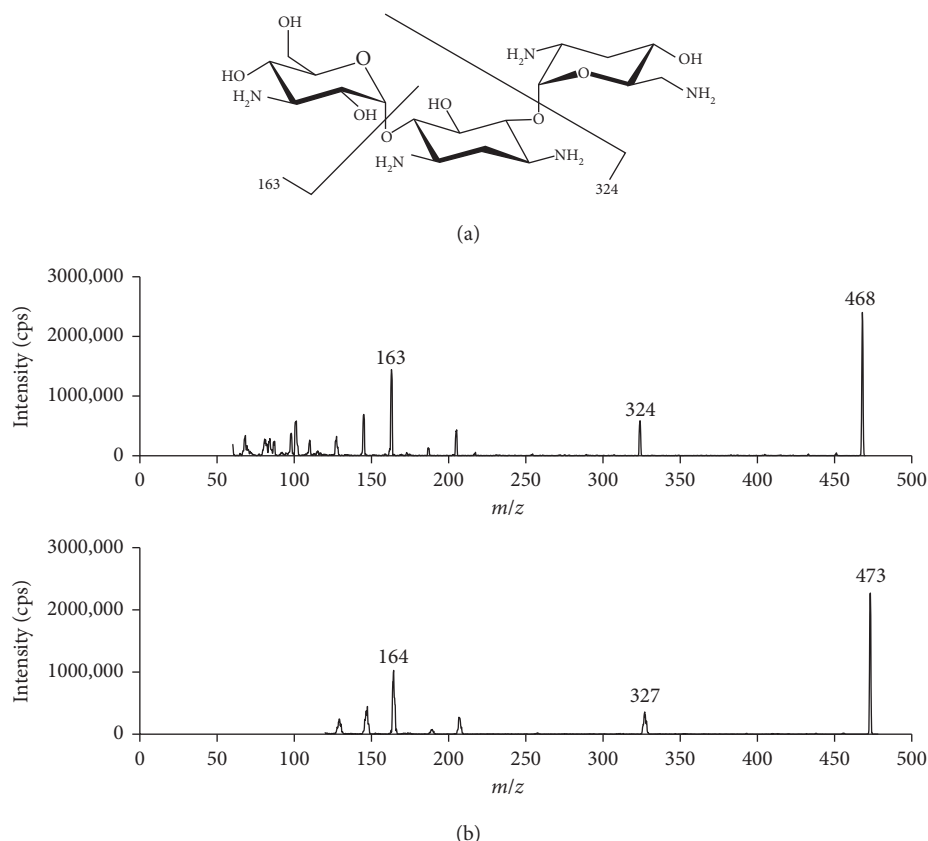 OH
O
HO
H₂N
OH
O
HO
H₂N
NH₂
O
H₂N
O
OH
NH₂
163
324
(a)
3000,000
2000,000
1000,000
0
Intensity (cps)
163
324
468
0 50 100 150 200 250 300 350 400 450 500
m/z
3000,000
2000,000
1000,000
0
Intensity (cps)
164
327
473
0 50 100 150 200 250 300 350 400 450 500
m/z
(b)